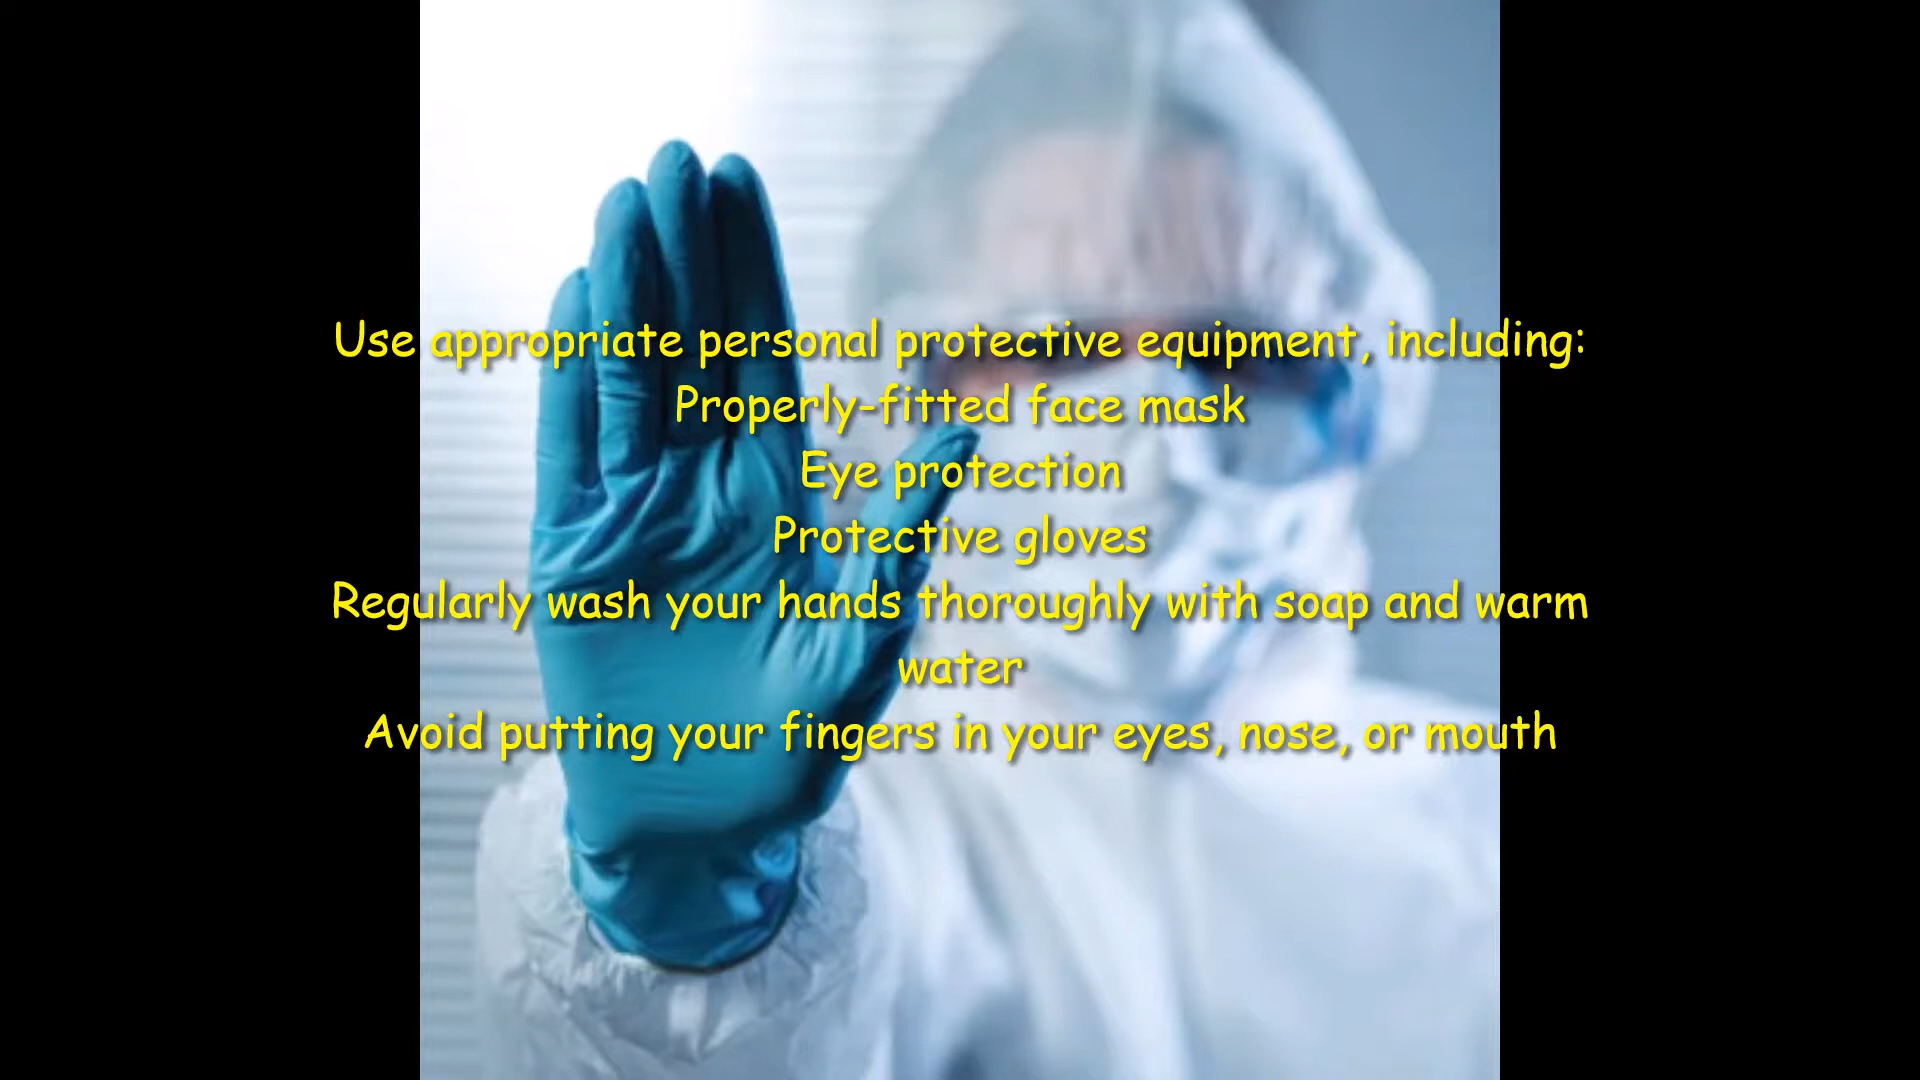 Use appropriate personal protective equipment, including:
Properly-fitted face mask
Eye protection
Protective gloves
Regularly wash your hands thoroughly with soap and warm
water
Avoid putting your fingers in your eyes, nose, or mouth